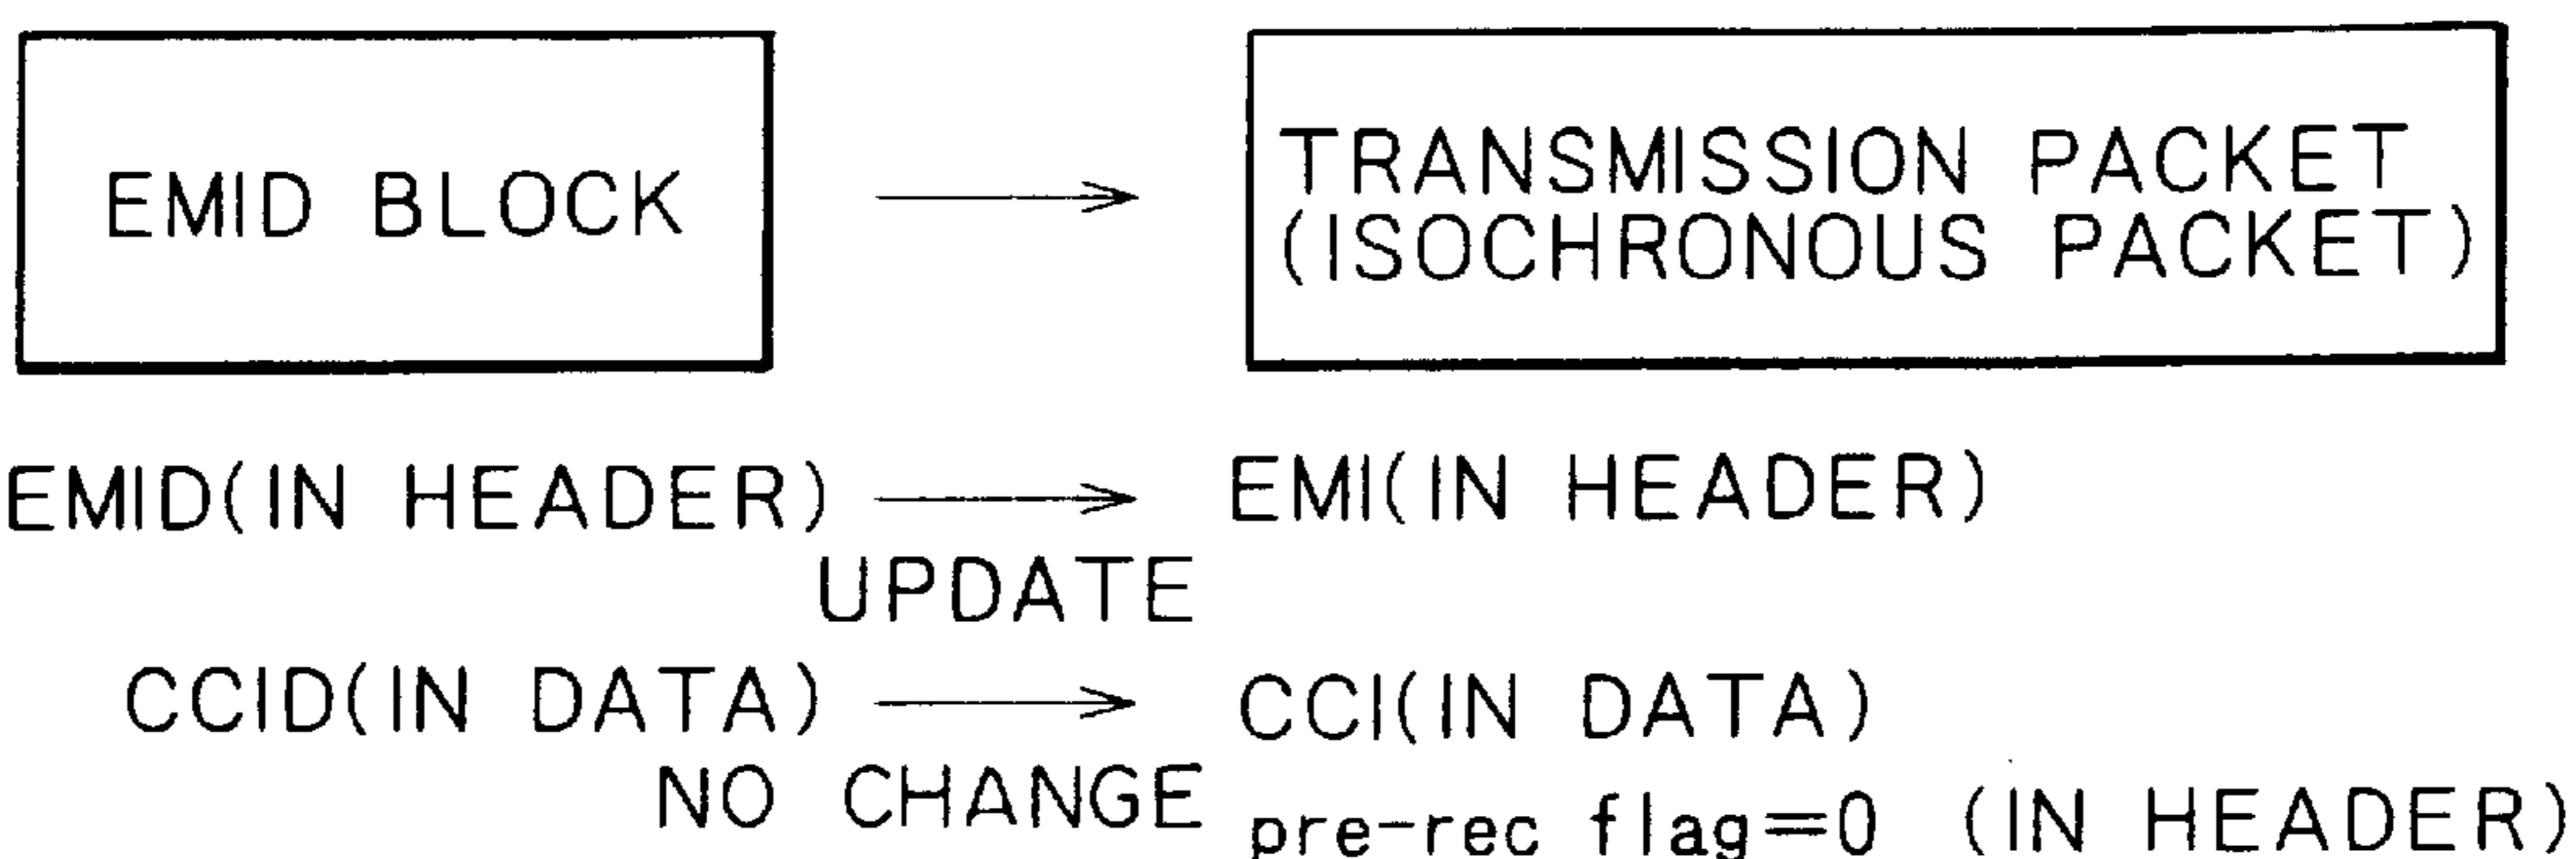 EMID BLOCK
TRANSMISSION PACKET
(ISOCHRONOUS PACKET)
EMID(IN HEADER)
EMI(IN HEADER)
UPDATE
CCID(IN DATA)
CCI(IN DATA)
NO CHANGE
pre-rec flag=0 (IN HEADER)